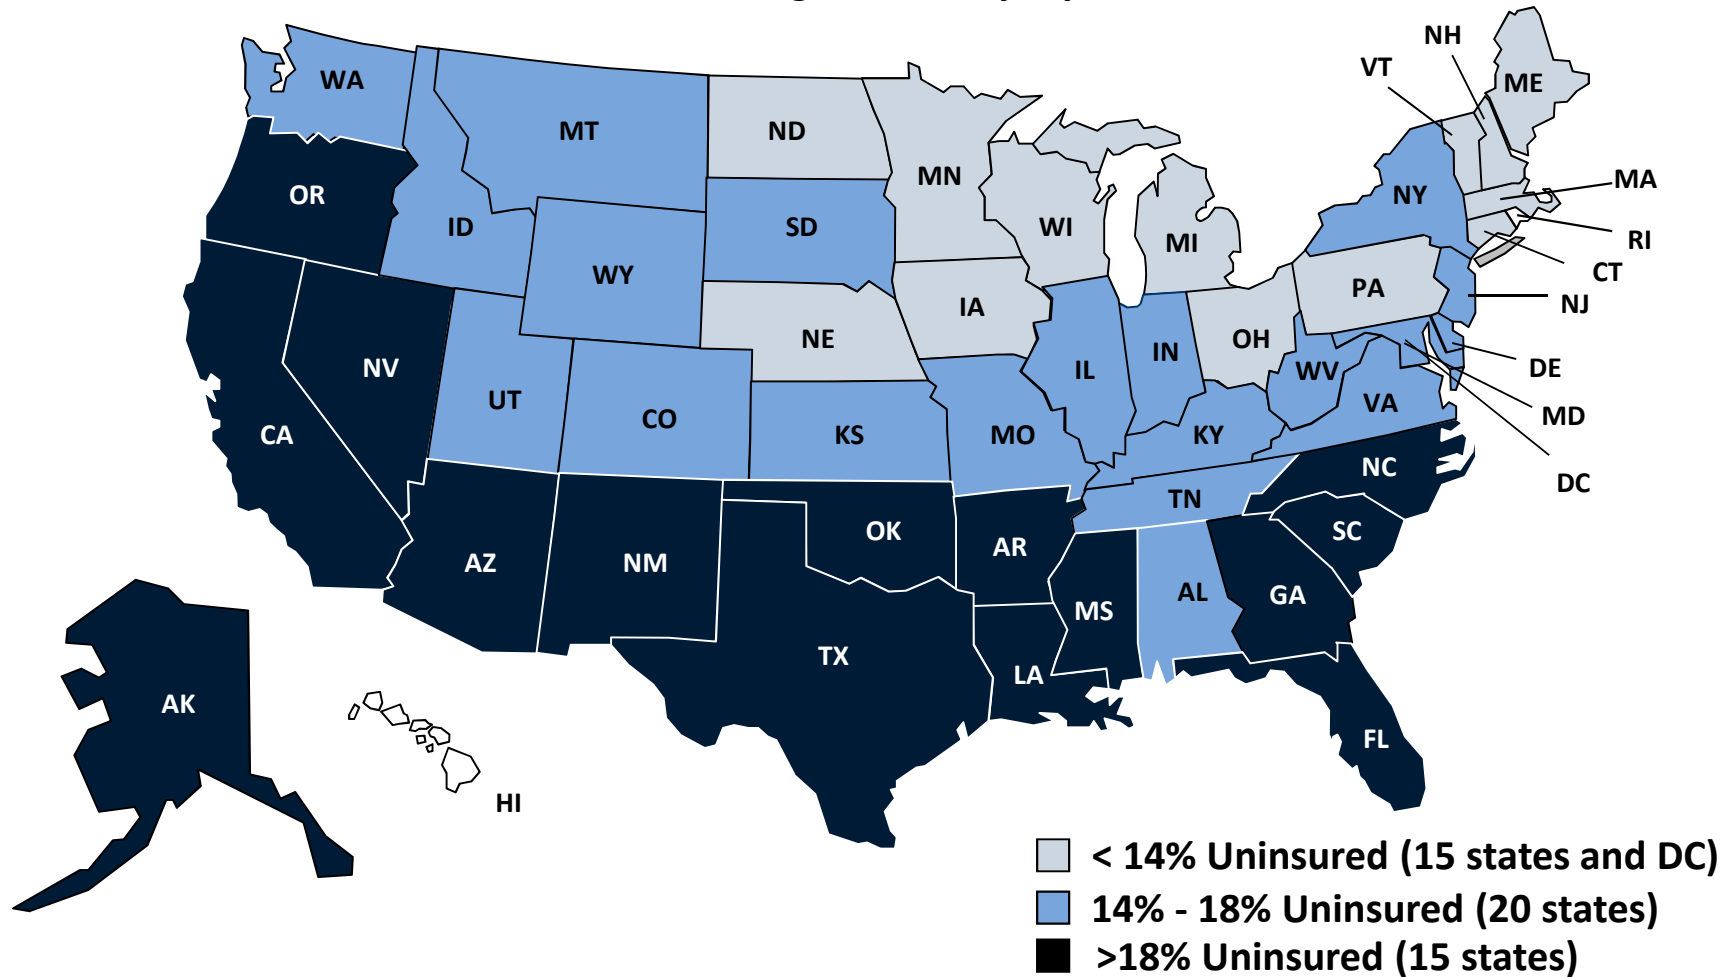 NH
VT
ME
WA
MT
ND
MN
OR
ID
SD
WI
MI
NY
MA
RI
CT
WY
IA
NE
PA
NJ
NV
UT
CO
IL
IN
OH
WV
DE
CA
KS
MO
KY
VA
MD
DC
NC
TN
AZ
NM
OK
AR
SC
MS
AL
GA
TX
LA
AK
FL
HI
< 14% Uninsured (15 states and DC)
14% - 18% Uninsured (20 states)
>18% Uninsured (15 states)